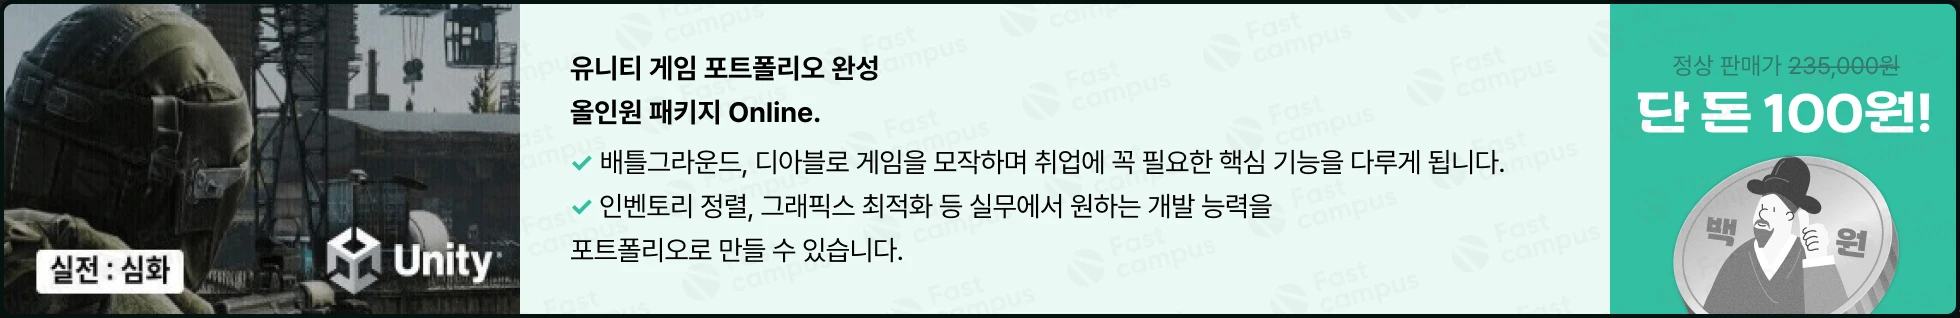 실전 : 심화
Unity
유니티 게임 포트폴리오 완성
올인원 패키지 Online.
배틀그라운드, 디아블로 게임을 모작하며 취업에 꼭 필요한 핵심 기능을 다루게 됩니다.
인벤토리 정렬, 그래픽스 최적화 등 실무에서 원하는 개발 능력을
포트폴리오로 만들 수 있습니다.
정상 판매가 235,000원
단 돈 100원!
백 원
Fast campus